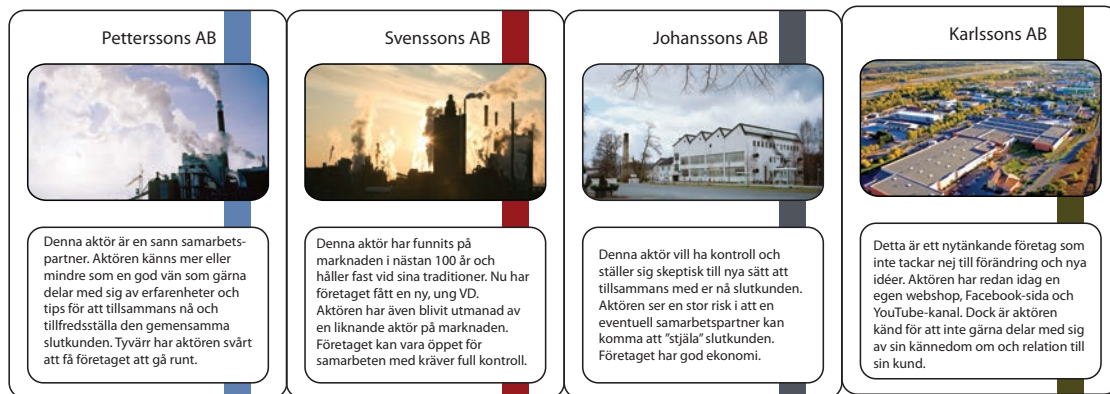 Petterssons AB
Denna aktör är en sann samarbets-
partner. Aktören känns mer eller
mindre som en god vän som gärna
delar med sig av erfarenheter och
tips för att tillsammans nå och
tillfredsställa den gemensamma
slutkunden. Tyvärr har aktören svårt
att få företaget att gå runt.
Svenssons AB
Denna aktör har funnits på
marknaden i nästan 100 år och
håller fast vid sina traditioner. Nu har
företaget fått en ny, ung VD.
Aktören har även blivit utmanad av
en liknande aktör på marknaden.
Företaget kan vara öppet för
samarbeten med kräver full kontroll.
Johanssons AB
Denna aktör vill ha kontroll och
ställer sig skeptisk till nya sätt att
tillsammans med er nå slutkunden.
Aktören ser en stor risk i att en
eventuell samarbetspartner kan
komma att "stjäla" slutkunden.
Företaget har god ekonomi.
Karlssons AB
Detta är ett nytänkande företag som
inte tackar nej till förändring och nya
idéer. Aktören har redan idag en
egen webshop, Facebook-sida och
YouTube-kanal. Dock är aktören
känd för att inte gärna delar med sig
av sin kännedom om och relation till
sin kund.